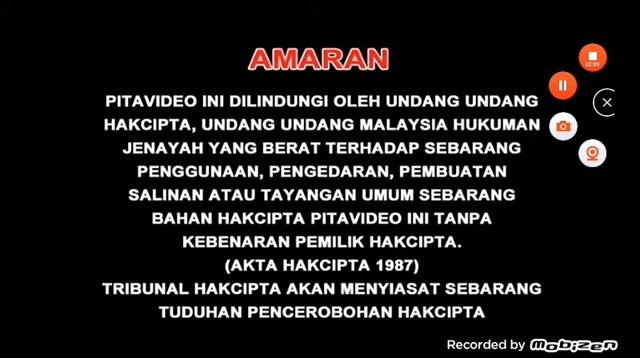 AMARAN
00:09
PITAVIDEO INI DILINDUNGI OLEH UNDANG UNDANG
HAKCIPTA, UNDANG UNDANG MALAYSIA HUKUMAN
JENAYAH YANG BERAT TERHADAP SEBARANG
PENGGUNAAN, PENGEDARAN, PEMBUATAN
SALINAN ATAU TAYANGAN UMUM SEBARANG
BAHAN HAKCIPTA PITAVIDEO INI TANPA
KEBENARAN PEMILIK HAKCIPTA.
(AKTA HAKCIPTA 1987)
TRIBUNAL HAKCIPTA AKAN MENYIASAT SEBARANG
TUDUHAN PENCEROBOHAN HAKCIPTA
Recorded by Mobizen